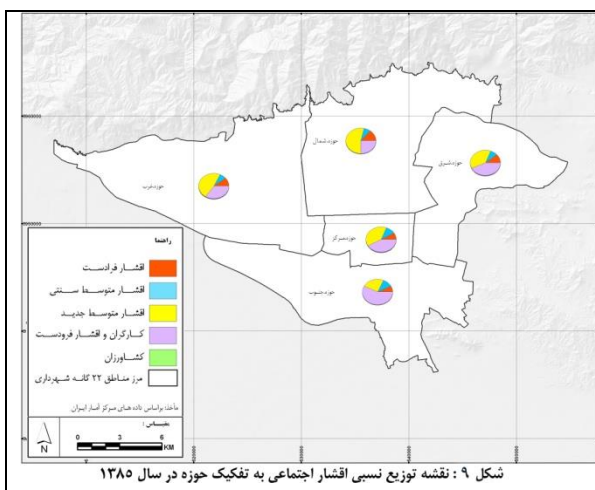 حوزه شمال
حوزه شرق
حوزه غرب
حوزه مرکز
حوزه جنوب
راهنما
اقشار فرادست
اقشار متوسط سنتی
اقشار متوسط جدید
کارگران و اقشار فرودست
کشاورزان
مرز مناطق ۲۲ گانه شهرداری
مأخذ: براساس داده های مرکز آمار ایران
مقیاس :
0 3 6
KM
N
شکل ۹ : نقشه توزیع نسبی اقشار اجتماعی به تفکیک حوزه در سال ۱۳۸۵